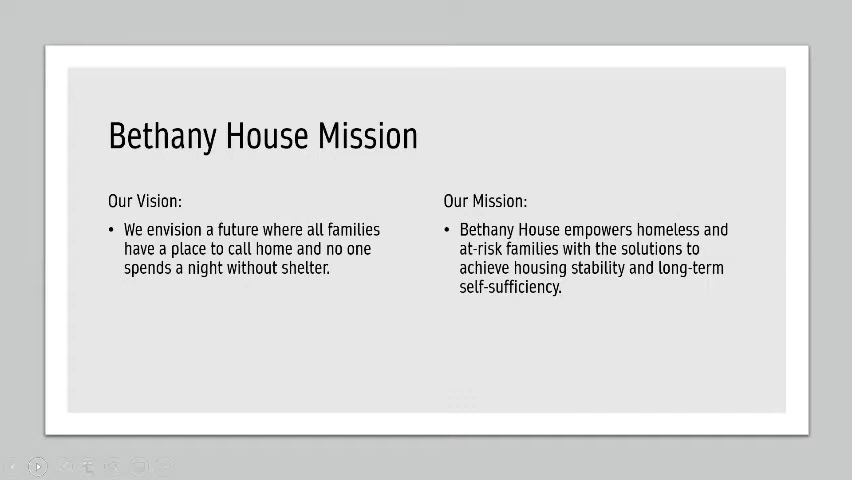 Bethany House Mission
Our Vision:
• We envision a future where all families
have a place to call home and no one
spends a night without shelter.
Our Mission:
• Bethany House empowers homeless and
at-risk families with the solutions to
achieve housing stability and long-term
self-sufficiency.